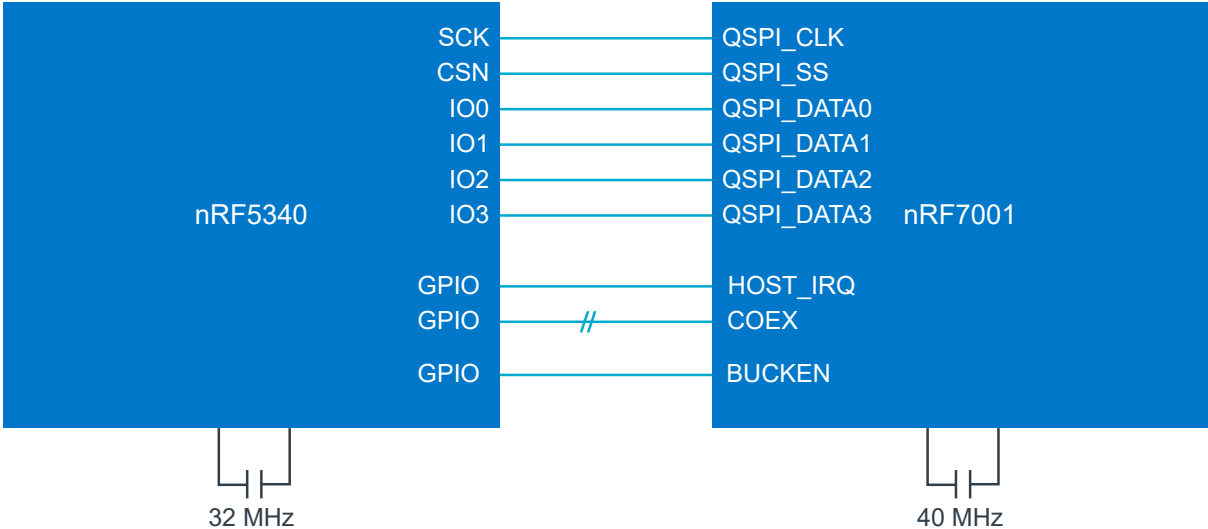 SCK QSPI_CLK
CSN QSPI_SS
IO0 QSPI_DATA0
IO1 QSPI_DATA1
IO2 QSPI_DATA2
nRF5340 IO3 QSPI_DATA3 nRF7001
GPIO HOST_IRQ
GPIO COEX
GPIO BUCKEN
32 MHz 40 MHz